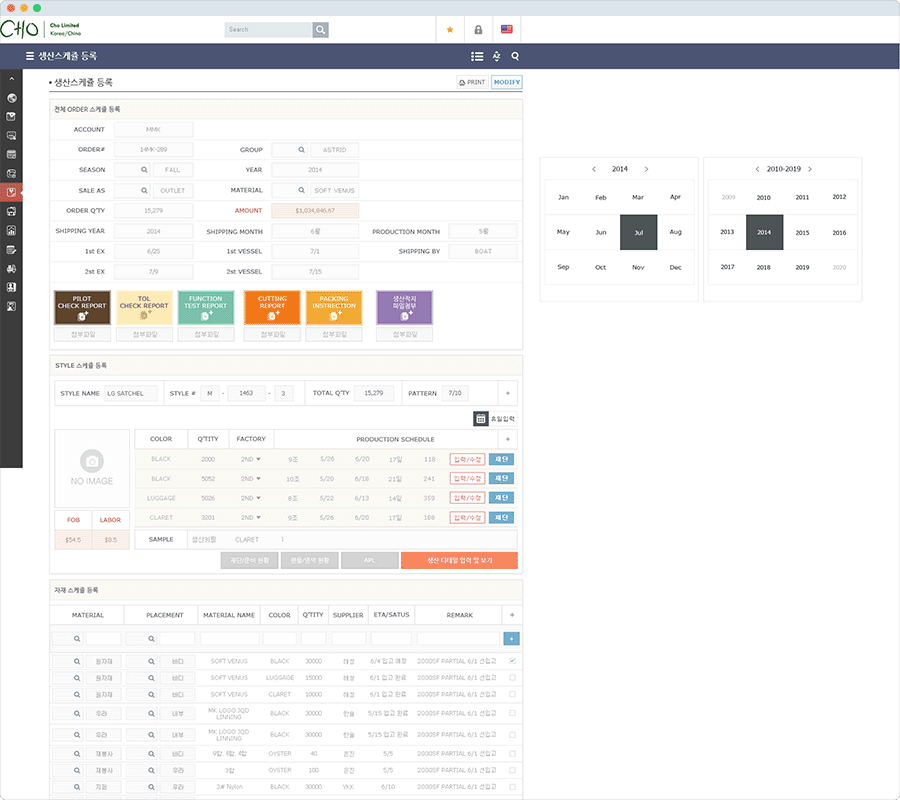 CHO
Cho Limited
Korea/China
Search
생산스케쥴 등록
• 생산스케쥴 등록
PRINT
MODIFY
전체 ORDER 스케쥴 등록
ACCOUNT MMK
ORDER# 14MK-289 GROUP ASTRID
SEASON FALL YEAR 2014
SALE AS OUTLET MATERIAL SOFT VENUS
ORDER Q'TY 15,279 AMOUNT $1,034,846.67
SHIPPING YEAR 2014 SHIPPING MONTH 6월 PRODUCTION MONTH 5월
1st EX 6/25 1st VESSEL 7/1 SHIPPING BY BOAT
2st EX 7/9 2st VESSEL 7/15
PILOT CHECK REPORT
TOL CHECK REPORT
FUNCTION TEST REPORT
CUTTING REPORT
PACKING INSTRECTION
생산작지 파일첨부
첨부파일 첨부파일 첨부파일 첨부파일 첨부파일 첨부파일
STYLE 스케쥴 등록
STYLE NAME LG SATCHEL STYLE # M - 1463 - 3 TOTAL Q'TY 15,279 PATTERN 7/10 +
휴일입력
NO IMAGE
FOB LABOR
$54.5 $8.5
COLOR Q'TITY FACTORY PRODUCTION SCHEDULE +
BLACK 2000 2ND ▼ 9조 5/26 6/20 17일 118 입력/수정 재단
BLACK 5052 2ND ▼ 10조 5/20 6/18 21일 241 입력/수정 재단
LUGGAGE 5026 2ND ▼ 8조 5/22 6/13 14일 359 입력/수정 재단
CLARET 3201 2ND ▼ 9조 5/26 6/20 17일 188 입력/수정 재단
SAMPLE 생산의뢰 CLARET 1
APL
생산 디테일 입력 및 보기
자재 스케쥴 등록
MATERIAL PLACEMENT MATERIAL NAME COLOR Q'TITY SUPPLIER ETA/SATUS REMARK +
원자재 바디 SOFT VENUS BLACK 30000 해성 6/4 입고 예정 2000SF PARTIAL 6/1 선입고
원자재 바디 SOFT VENUS LUGGAGE 15000 해성 6/1 입고 완료 2000SF PARTIAL 6/1 선입고
원자재 바디 SOFT VENUS CLARET 10000 해성 6/1 입고 완료 2000SF PARTIAL 6/1 선입고
우라 내부 MK LOGO JQD LINNING BLACK 30000 한솔 5/15 입고 완료 2000SF PARTIAL 6/1 선입고
우라 내부 MK LOGO JQD LINNING BLACK 30000 한솔 5/15 입고 완료 2000SF PARTIAL 6/1 선입고
재봉사 바디 9합, 8합, 4합 OYSTER 40 은진 5/5 2000SF PARTIAL 6/1 선입고
재봉사 우라 3합 OYSTER 100 은진 5/5 2000SF PARTIAL 6/1 선입고
지퍼 우라 3# Nylon BLACK 30000 YKK 6/10 2000SF PARTIAL 6/1 선입고
< 2014 >
Jan Feb Mar Apr
May Jun Jul Aug
Sep Oct Nov Dec
< 2010-2019 >
2009 2010 2011 2012
2013 2014 2015 2016
2017 2018 2019 2020